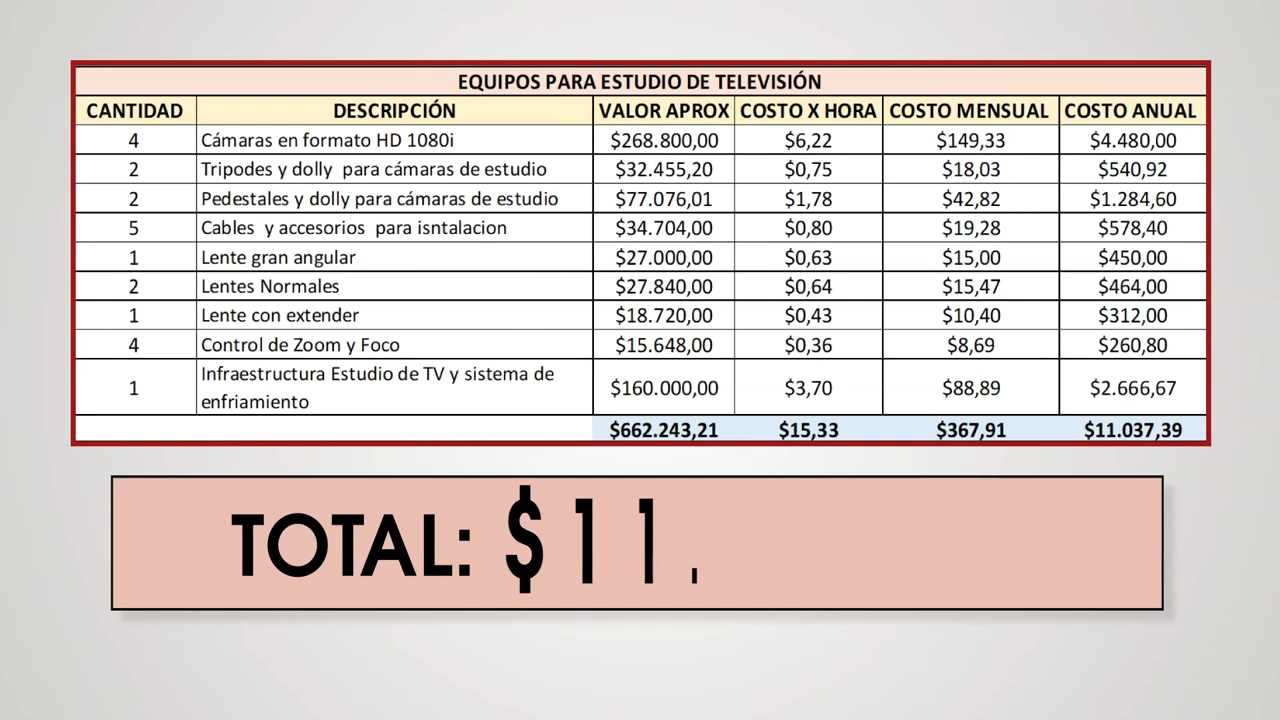 EQUIPOS PARA ESTUDIO DE TELEVISIÓN
CANTIDAD DESCRIPCIÓN VALOR APROX COSTO X HORA COSTO MENSUAL COSTO ANUAL
4 Cámaras en formato HD 1080i $268.800,00 $6,22 $149,33 $4.480,00
2 Tripodes y dolly para cámaras de estudio $32.455,20 $0,75 $18,03 $540,92
2 Pedestales y dolly para cámaras de estudio $77.076,01 $1,78 $42,82 $1.284,60
5 Cables y accesorios para isntalacion $34.704,00 $0,80 $19,28 $578,40
1 Lente gran angular $27.000,00 $0,63 $15,00 $450,00
2 Lentes Normales $27.840,00 $0,64 $15,47 $464,00
1 Lente con extender $18.720,00 $0,43 $10,40 $312,00
4 Control de Zoom y Foco $15.648,00 $0,36 $8,69 $260,80
1 Infraestructura Estudio de TV y sistema de
enfriamiento $160.000,00 $3,70 $88,89 $2.666,67
$662.243,21 $15,33 $367,91 $11.037,39
TOTAL: $11.